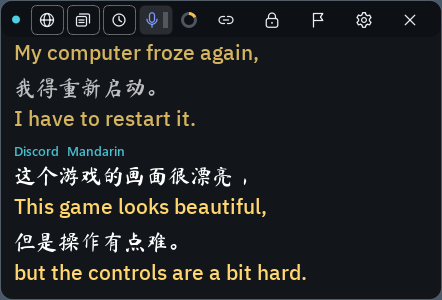 My computer froze again,
我得重新启动。
I have to restart it.
Discord Mandarin
这个游戏的画面很漂亮，
This game looks beautiful,
但是操作有点难。
but the controls are a bit hard.